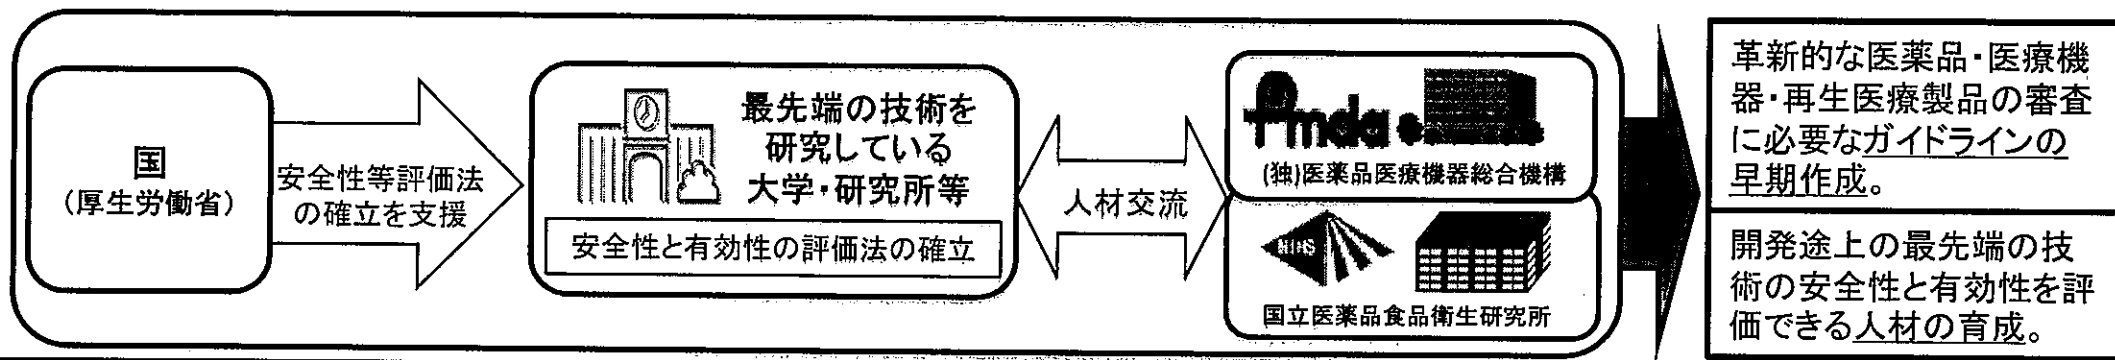 国
(厚生労働省)
安全性等評価法
の確立を支援
最先端の技術を
研究している
大学・研究所等
安全性と有効性の評価法の確立
人材交流
pmda
(独)医薬品医療機器総合機構
NIHS
国立医薬品食品衛生研究所
革新的な医薬品・医療機
器・再生医療製品の審査
に必要なガイドラインの
早期作成。
開発途上の最先端の技
術の安全性と有効性を評
価できる人材の育成。